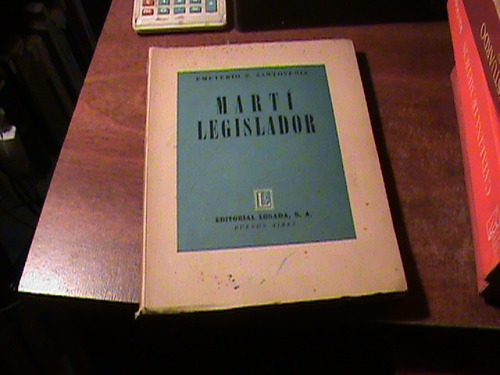 EMETERIO S. SANTOVENIA
MARTÍ
LEGISLADOR
EDITORIAL LOSADA, S. A.
BUENOS AIRES